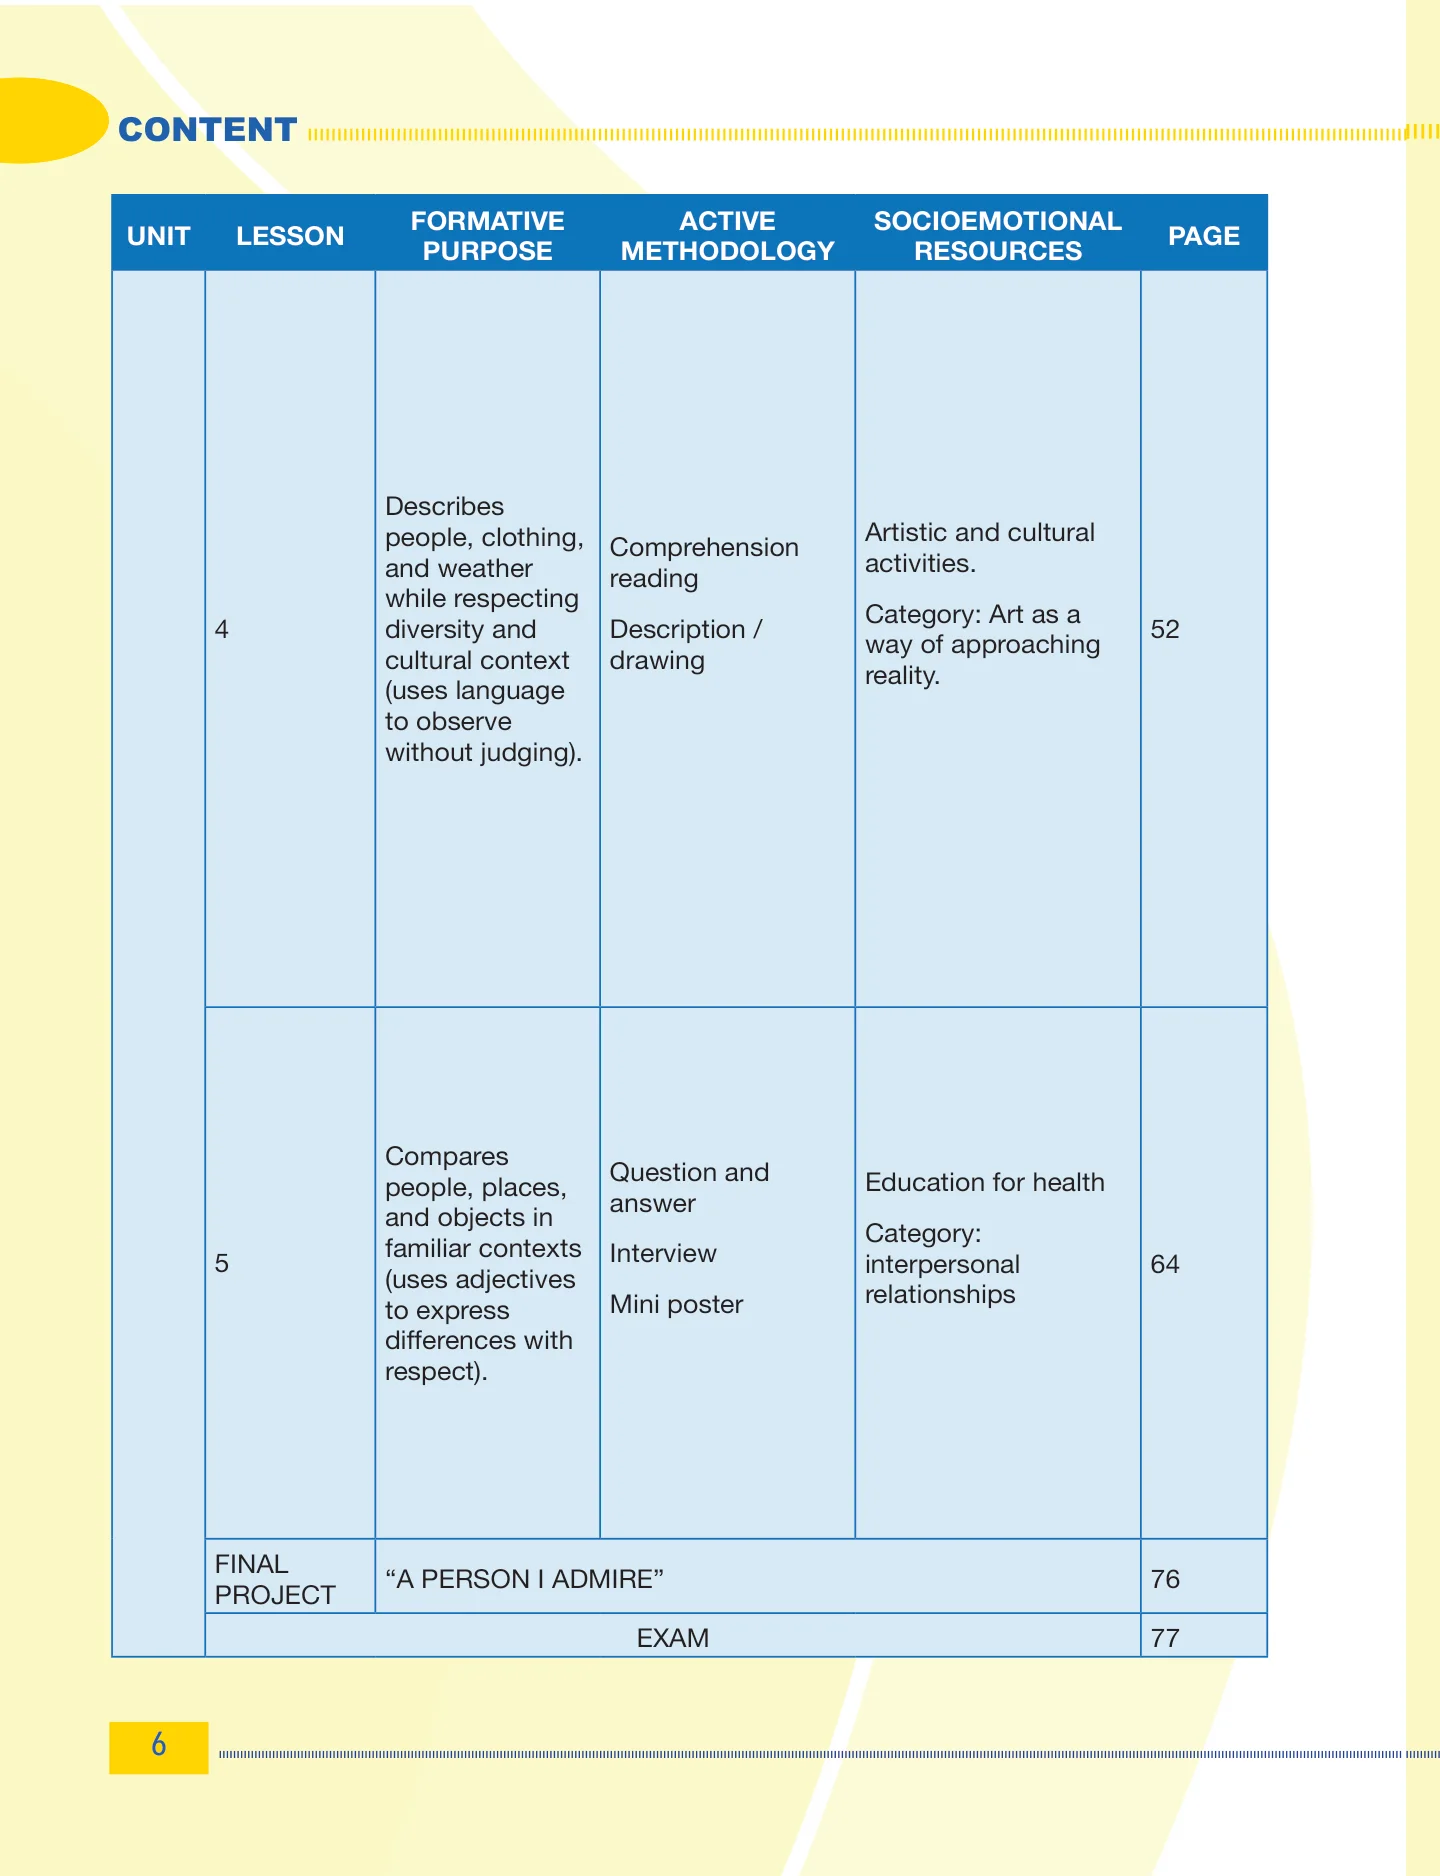 CONTENT
UNIT
LESSON
FORMATIVE
PURPOSE
ACTIVE
METHODOLOGY
SOCIOEMOTIONAL
RESOURCES
PAGE
4
Describes
people, clothing,
and weather
while respecting
diversity and
cultural context
(uses language
to observe
without judging).
Comprehension
reading
Description /
drawing
Artistic and cultural
activities.
Category: Art as a
way of approaching
reality.
52
5
Compares
people, places,
and objects in
familiar contexts
(uses adjectives
to express
differences with
respect).
Question and
answer
Interview
Mini poster
Education for health
Category:
interpersonal
relationships
64
FINAL
PROJECT
“A PERSON I ADMIRE”
76
EXAM
77
6